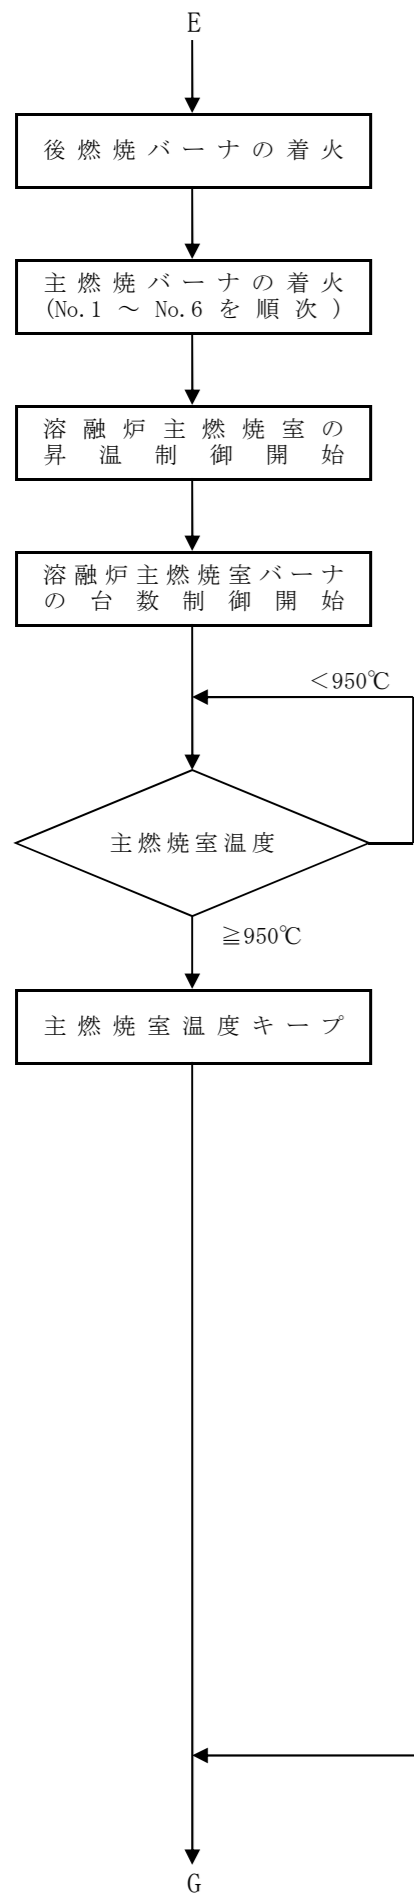 E
後燃焼バーナの着火
主燃焼バーナの着火
(No.1 ～ No.6 を順次)
溶融炉主燃焼室の
昇温制御開始
溶融炉主燃焼室バーナ
の台数制御開始
＜950℃
主燃焼室温度
≧950℃
主燃焼室温度キープ
G